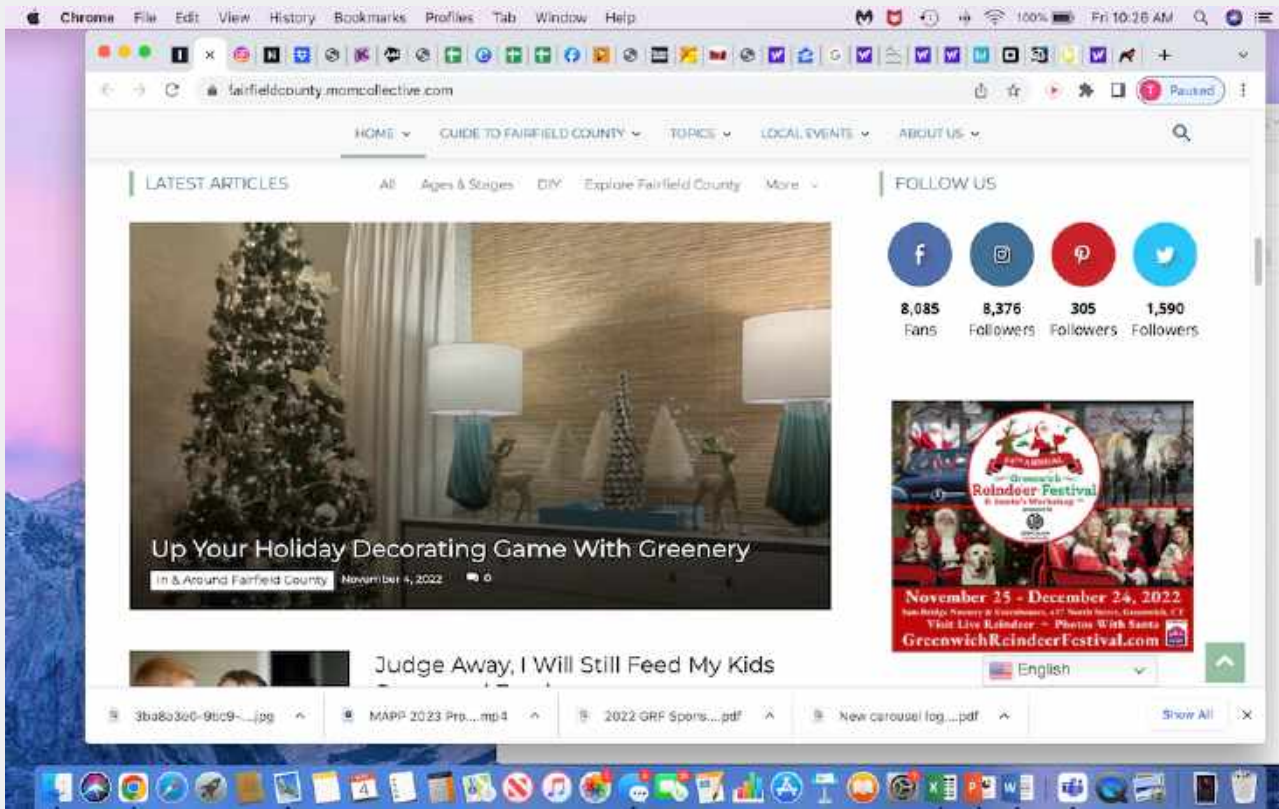 Chrome File Edit View History Bookmarks Profiles Tab Window Help 100% Fri 10:26 AM
fairfieldcounty.momcollective.com Paused
HOME GUIDE TO FAIRFIELD COUNTY TOPICS LOCAL EVENTS ABOUT US
LATEST ARTICLES All Ages & Stages DIY Explore Fairfield County More
FOLLOW US
8,085 8,376 305 1,590
Fans Followers Followers Followers
Up Your Holiday Decorating Game With Greenery
In & Around Fairfield County November 4, 2022 0
ANNUAL
Greenwich
Reindeer Festival
& Santa's Workshop
November 25 - December 24, 2022
Visit Live Reindeer ~ Photos With Santa
GreenwichReindeerFestival.com
Judge Away, I Will Still Feed My Kids
English
MAPP 2023 Pro....mp4 2022 GRF Spons....pdf New carousel log....pdf Show All
4